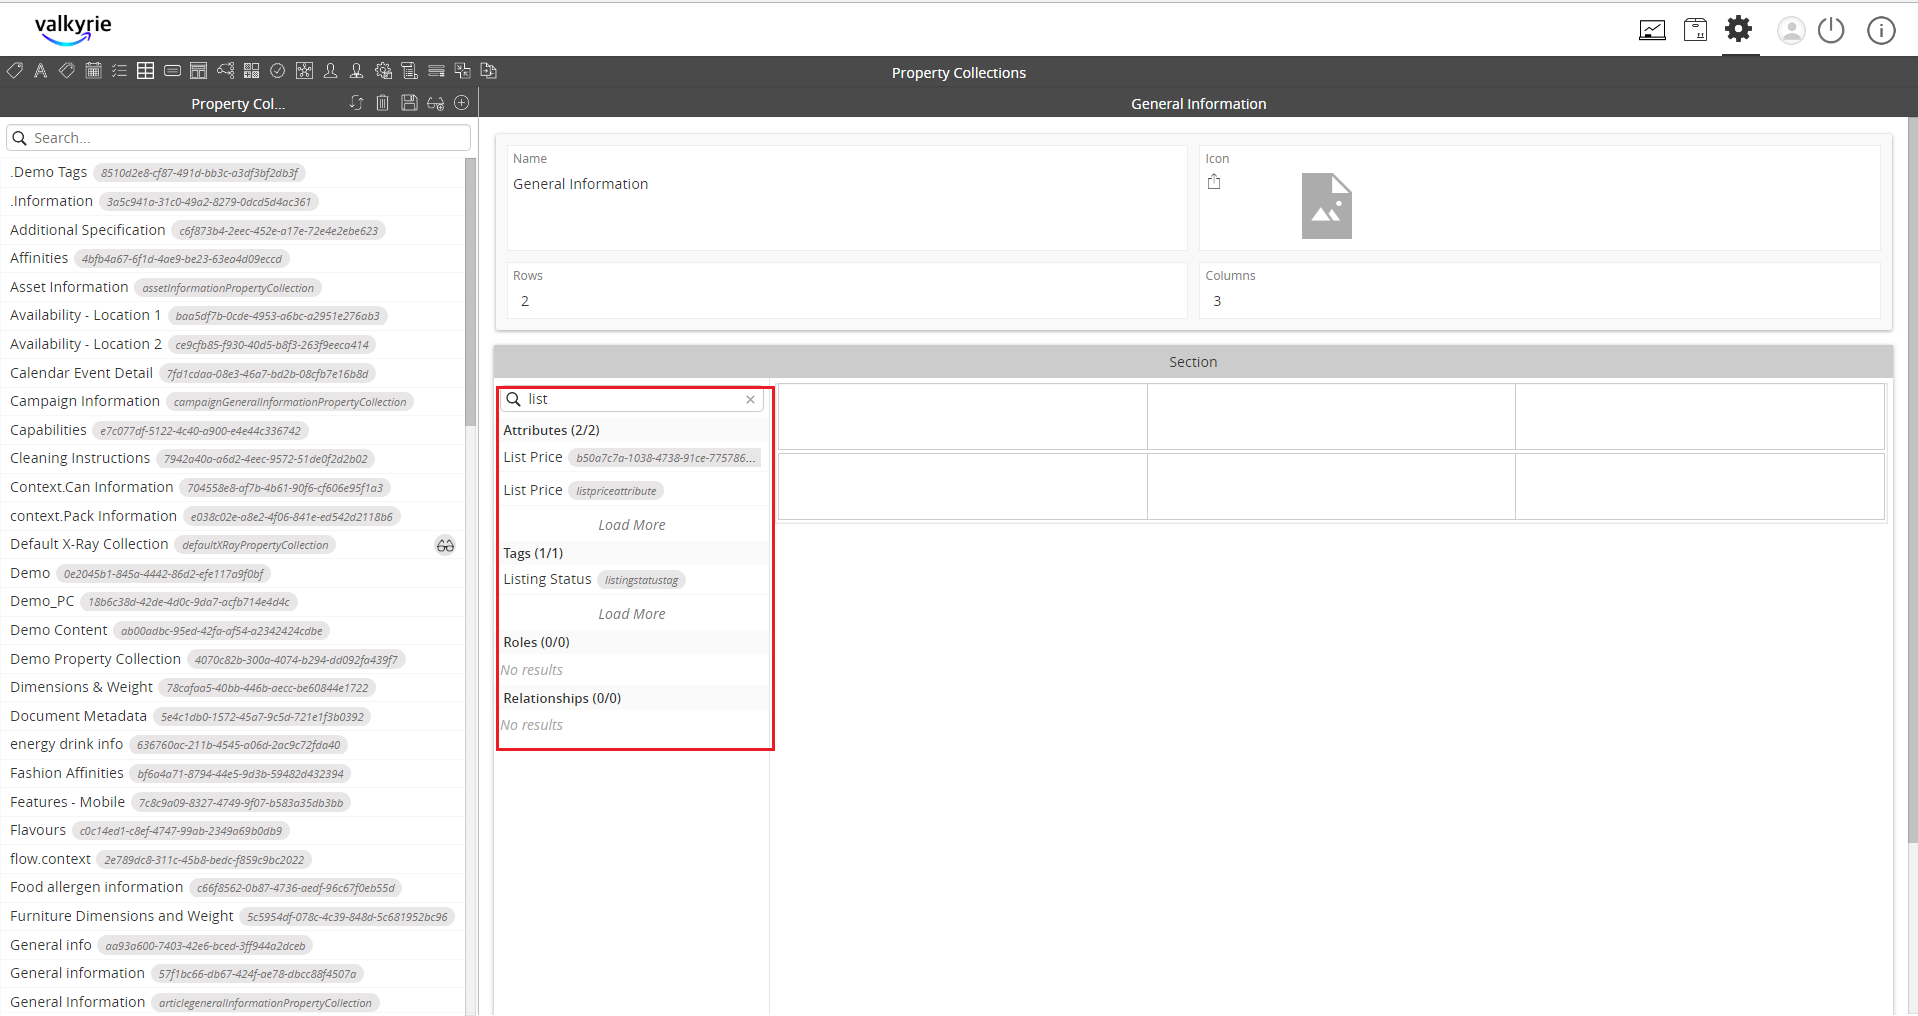 valkyrie
Property Collections
Property Col...
General Information
Search...
.Demo Tags 8510d2e8-cf87-491d-bb3c-a3df3bf2db3f
.Information 3a5c941a-31c0-49a2-8279-0dcd5d4ac361
Additional Specification c6f873b4-2eec-452e-a17e-72e4e2ebe623
Affinities 4bfb4a67-6f1d-4ae9-be23-63ea4d09eccd
Asset Information assetInformationPropertyCollection
Availability - Location 1 baa5df7b-0cde-4953-a6bc-a2951e276ab3
Availability - Location 2 ce9cfb85-f930-40d5-b8f3-263f9eeca414
Calendar Event Detail 7fd1cdaa-08e3-46a7-bd2b-08cfb7e16b8d
Campaign Information campaignGeneralInformationPropertyCollection
Capabilities e7c077df-5122-4c40-a900-e4e44c336742
Cleaning Instructions 7942a40a-a6d2-4eec-9572-51de0f2d2b02
Context.Can Information 704558e8-af7b-4b61-90f6-cf606e95f1a3
context.Pack Information e038c02e-a8e2-4f06-841e-ed542d2118b6
Default X-Ray Collection defaultXRayPropertyCollection
Demo 0e2045b1-845a-4442-86d2-efe117a9f0bf
Demo_PC 18b6c38d-42de-4d0c-9da7-acfb714e4d4c
Demo Content ab00adbc-95ed-42fa-af54-a2342424cdbe
Demo Property Collection 4070c82b-300a-4074-b294-dd092fa439f7
Dimensions & Weight 78cafaa5-40bb-446b-aecc-be60844e1722
Document Metadata 5e4c1db0-1572-45a7-9c5d-721e1f3b0392
energy drink info 636760ac-211b-4545-a06d-2ac9c72fda40
Fashion Affinities bf6a4a71-8794-44e5-9d3b-59482d432394
Features - Mobile 7c8c9a09-8327-4749-9f07-b583a35db3bb
Flavours c0c14ed1-c8ef-4747-99ab-2349a69b0db9
flow.context 2e789dc8-311c-45b8-bedc-f859c9bc2022
Food allergen information c66f8562-0b87-4736-aedf-96c67f0eb55d
Furniture Dimensions and Weight 5c5954df-078c-4c39-848d-5c681952bc96
General info aa93a600-7403-42e6-bced-3ff944a2dceb
General information 57f1bc66-db67-424f-ae78-dbcc88f4507a
General Information articlegeneralInformationPropertyCollection
Name
General Information
Icon
Rows
2
Columns
3
Section
list
Attributes (2/2)
List Price b50a7c7a-1038-4738-91ce-775786...
List Price listpriceattribute
Load More
Tags (1/1)
Listing Status listingstatustag
Load More
Roles (0/0)
No results
Relationships (0/0)
No results